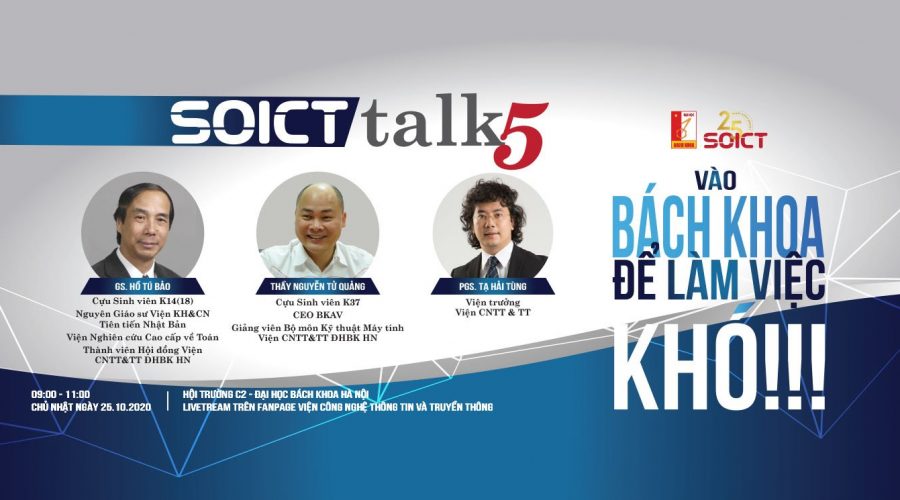 SOICT talk 5
HÀ NỘI
BÁCH KHOA
25
SOICT
VÀO
BÁCH KHOA
ĐỂ LÀM VIỆC
KHÓ!!!
GS. HỒ TÚ BẢO
Cựu Sinh viên K14(18)
Nguyên Giáo sư Viện KH&CN
Tiên tiến Nhật Bản
Viện Nghiên cứu Cao cấp về Toán
Thành viên Hội đồng Viện
CNTT&TT ĐHBK HN
THẦY NGUYỄN TỬ QUẢNG
Cựu Sinh viên K37
CEO BKAV
Giảng viên Bộ môn Kỹ thuật Máy tính
Viện CNTT&TT ĐHBK HN
PGS. TẠ HẢI TÙNG
Viện trưởng
Viện CNTT & TT
09:00 - 11:00
CHỦ NHẬT NGÀY 25.10.2020
HỘI TRƯỜNG C2 - ĐẠI HỌC BÁCH KHOA HÀ NỘI
LIVETREAM TRÊN FANPAGE VIỆN CÔNG NGHỆ THÔNG TIN VÀ TRUYỀN THÔNG